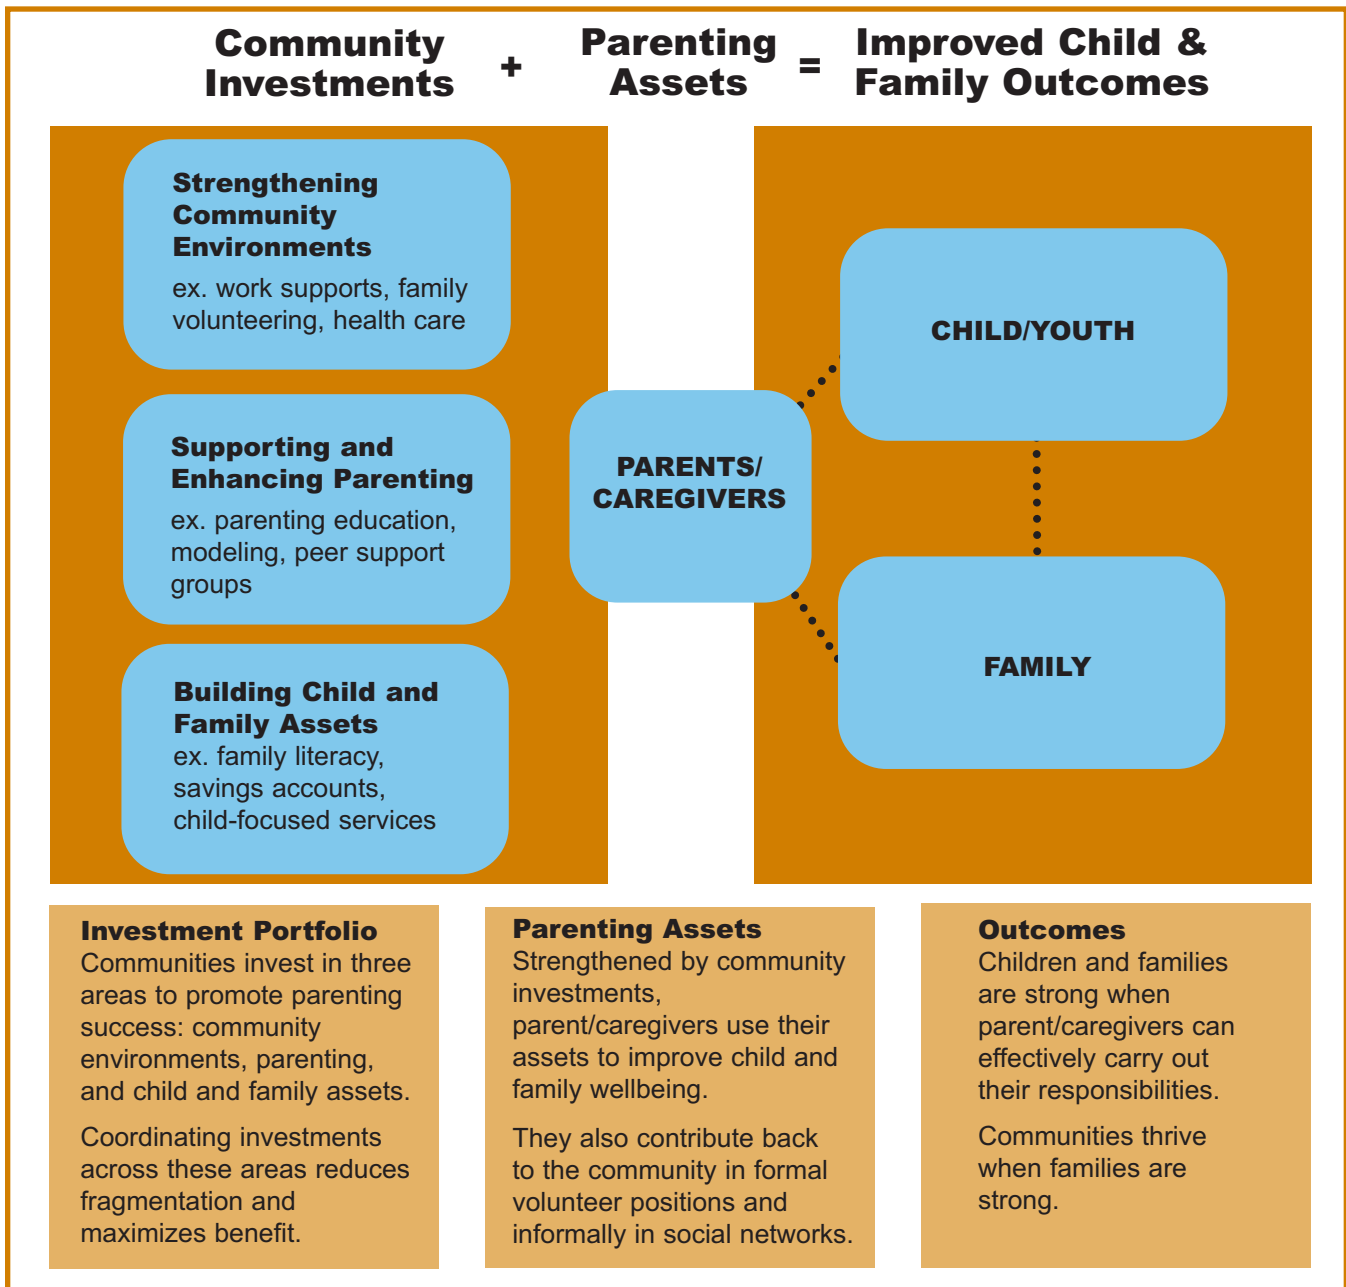 Community
Investments
+
Parenting
Assets
=
Improved Child &
Family Outcomes
Strengthening
Community
Environments
ex. work supports, family
volunteering, health care
Supporting and
Enhancing Parenting
ex. parenting education,
modeling, peer support
groups
Building Child and
Family Assets
ex. family literacy,
savings accounts,
child-focused services
PARENTS/
CAREGIVERS
CHILD/YOUTH
FAMILY
Investment Portfolio
Communities invest in three
areas to promote parenting
success: community
environments, parenting,
and child and family assets.
Coordinating investments
across these areas reduces
fragmentation and
maximizes benefit.
Parenting Assets
Strengthened by community
investments,
parent/caregivers use their
assets to improve child and
family wellbeing.
They also contribute back
to the community in formal
volunteer positions and
informally in social networks.
Outcomes
Children and families
are strong when
parent/caregivers can
effectively carry out
their responsibilities.
Communities thrive
when families are
strong.